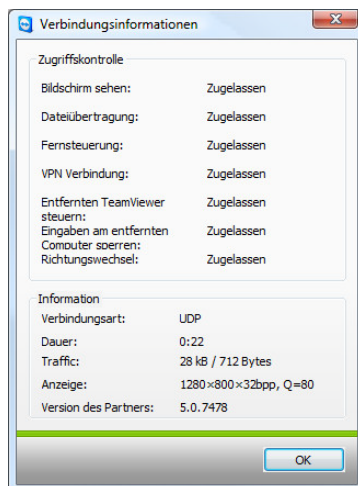 Verbindungsinformationen
Zugriffskontrolle
Bildschirm sehen: Zugelassen
Dateiübertragung: Zugelassen
Fernsteuerung: Zugelassen
VPN Verbindung: Zugelassen
Entfernten TeamViewer Zugelassen
steuern:
Eingaben am entfernten Zugelassen
Computer sperren:
Richtungswechsel: Zugelassen
Information
Verbindungsart: UDP
Dauer: 0:22
Traffic: 28 kB / 712 Bytes
Anzeige: 1280×800×32bpp, Q=80
Version des Partners: 5.0.7478
OK